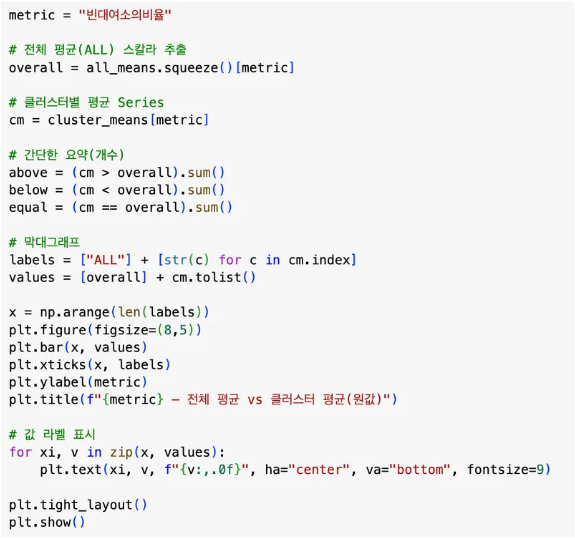 metric = "빈대여소의비율"
# 전체 평균(ALL) 스칼라 추출
overall = all_means.squeeze()[metric]
# 클러스터별 평균 Series
cm = cluster_means[metric]
# 간단한 요약(개수)
above = (cm > overall).sum()
below = (cm < overall).sum()
equal = (cm == overall).sum()
# 막대그래프
labels = ["ALL"] + [str(c) for c in cm.index]
values = [overall] + cm.tolist()
x = np.arange(len(labels))
plt.figure(figsize=(8,5))
plt.bar(x, values)
plt.xticks(x, labels)
plt.ylabel(metric)
plt.title(f"{metric} – 전체 평균 vs 클러스터 평균(원값)")
# 값 라벨 표시
for xi, v in zip(x, values):
    plt.text(xi, v, f"{v:,.0f}", ha="center", va="bottom", fontsize=9)
plt.tight_layout()
plt.show()